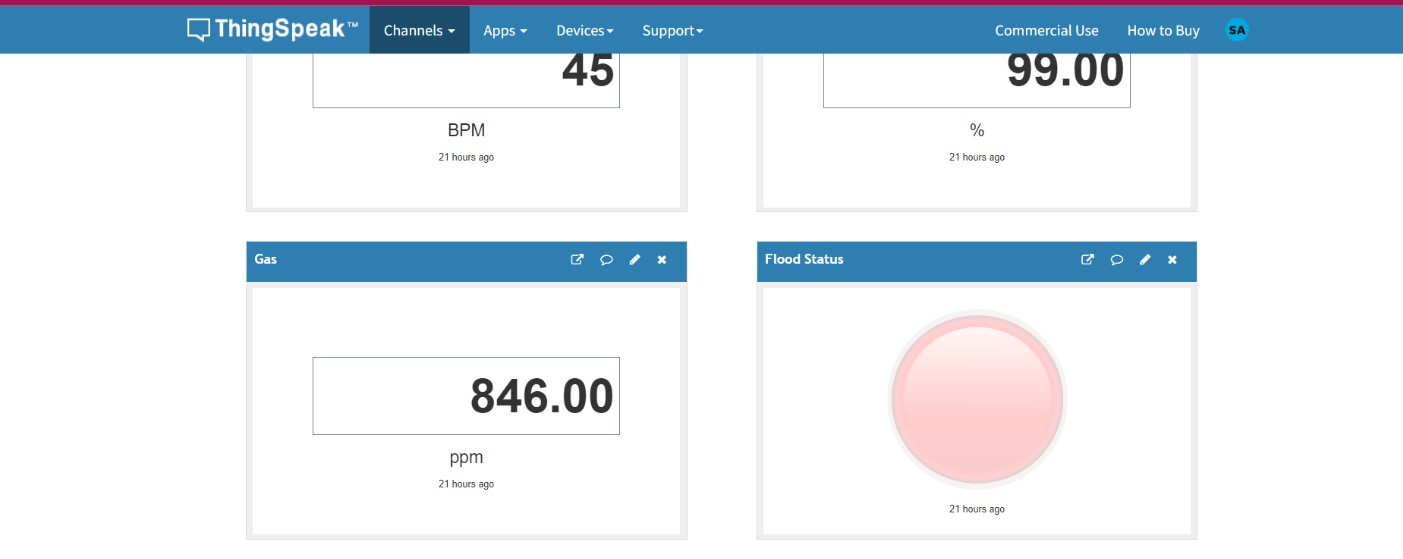 ThingSpeak™ Channels Apps Devices Support Commercial Use How to Buy SA
45 99.00
BPM %
21 hours ago 21 hours ago
Gas Flood Status
846.00
ppm
21 hours ago
21 hours ago